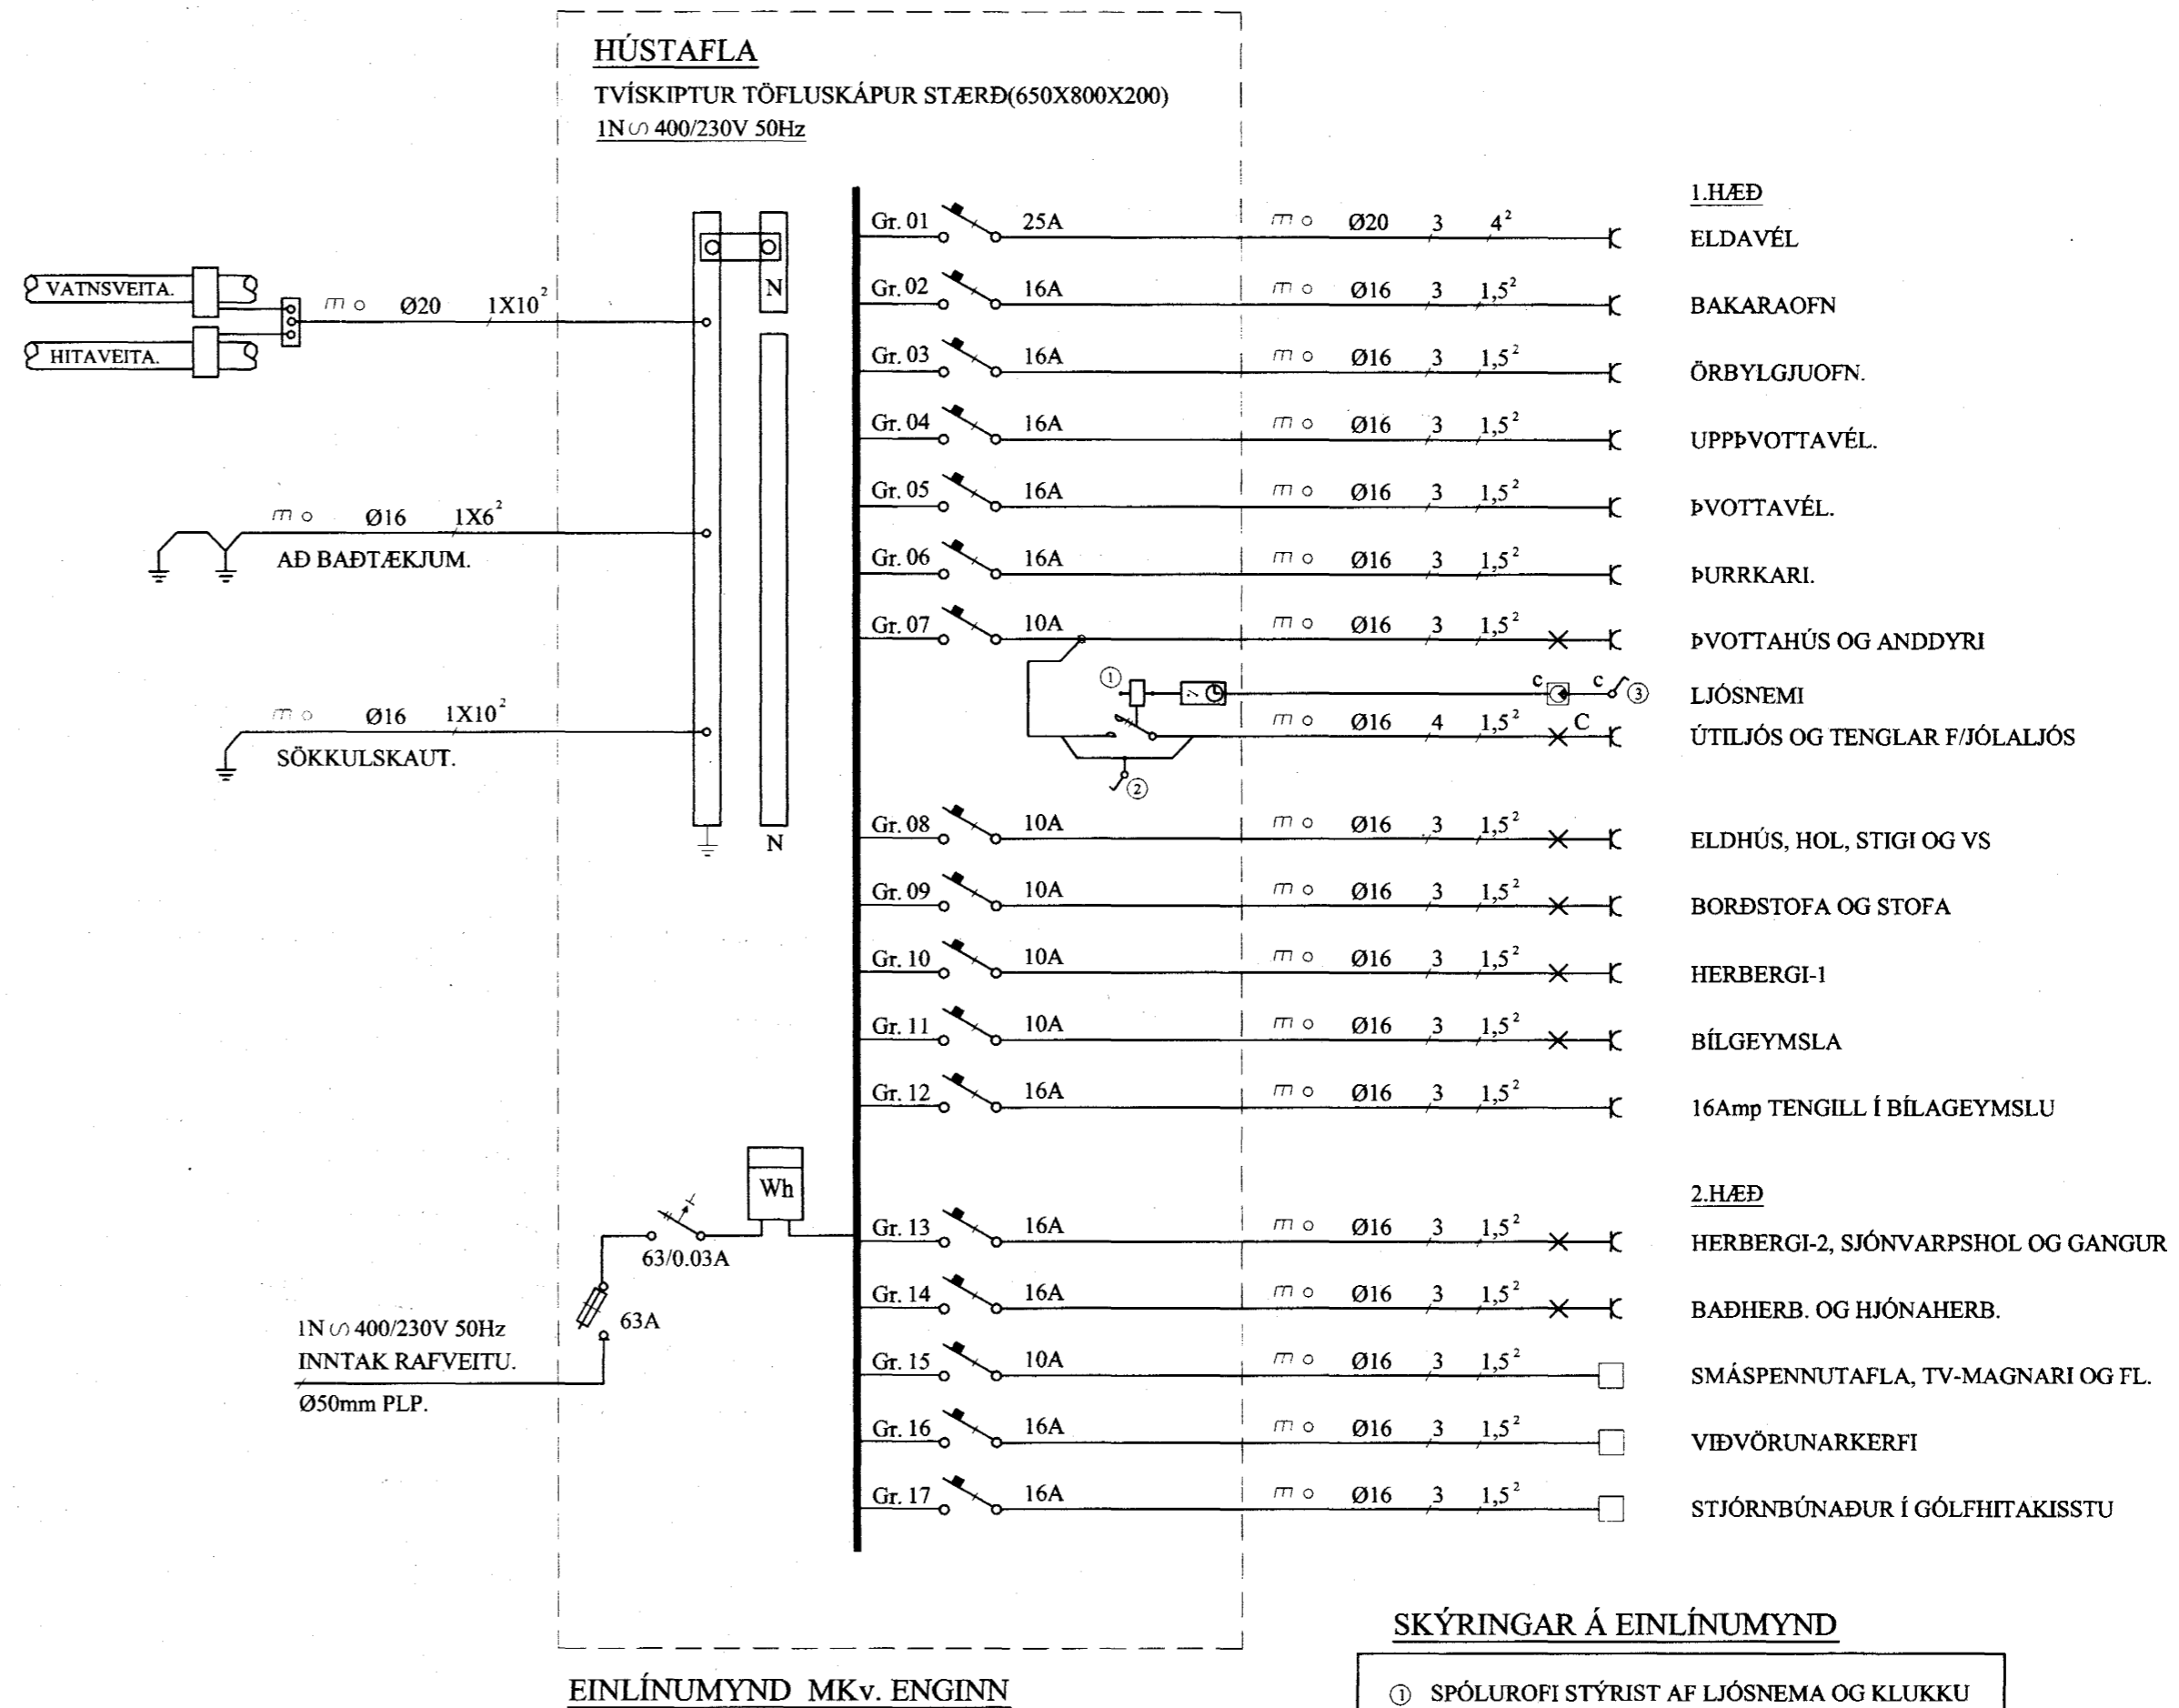 HÚSTAFLA
TVÍSKIPTUR TÖFLUSKÁPUR STÆRÐ(650X800X200)
1N ∽ 400/230V 50Hz
1.HÆÐ
Gr. 01 25A Ø20 3 4² ELDAVÉL
Gr. 02 16A Ø16 3 1,5² BAKARAOFN
Gr. 03 16A Ø16 3 1,5² ÖRBYLGJUOFN.
Gr. 04 16A Ø16 3 1,5² UPPÞVOTTAVÉL.
Gr. 05 16A Ø16 3 1,5² ÞVOTTAVÉL.
Gr. 06 16A Ø16 3 1,5² ÞURRKARI.
Gr. 07 10A Ø16 3 1,5² ÞVOTTAHÚS OG ANDDYRI
① c c ③ LJÓSNEMI
Ø16 4 1,5² C ÚTILJÓS OG TENGLAR F/JÓLALJÓS
②
Gr. 08 10A Ø16 3 1,5² ELDHÚS, HOL, STIGI OG VS
Gr. 09 10A Ø16 3 1,5² BORÐSTOFA OG STOFA
Gr. 10 10A Ø16 3 1,5² HERBERGI-1
Gr. 11 10A Ø16 3 1,5² BÍLGEYMSLA
Gr. 12 16A Ø16 3 1,5² 16Amp TENGILL Í BÍLAGEYMSLU
2.HÆÐ
Gr. 13 16A Ø16 3 1,5² HERBERGI-2, SJÓNVARPSHOL OG GANGUR
Gr. 14 16A Ø16 3 1,5² BAÐHERB. OG HJÓNAHERB.
Gr. 15 10A Ø16 3 1,5² SMÁSPENNUTAFLA, TV-MAGNARI OG FL.
Gr. 16 16A Ø16 3 1,5² VIÐVÖRUNARKERFI
Gr. 17 16A Ø16 3 1,5² STJÓRNBÚNAÐUR Í GÓLFHITAKISSTU
VATNSVEITA.
HITAVEITA.
Ø20 1X10²
N
Ø16 1X6²
AÐ BAÐTÆKJUM.
Ø16 1X10²
SÖKKULSKAUT.
N
Wh
63/0.03A
63A
1N ∽ 400/230V 50Hz
INNTAK RAFVEITU.
Ø50mm PLP.
EINLÍNUMYND MKv. ENGINN
SKÝRINGAR Á EINLÍNUMYND
① SPÓLUROFI STÝRIST AF LJÓSNEMA OG KLUKKU